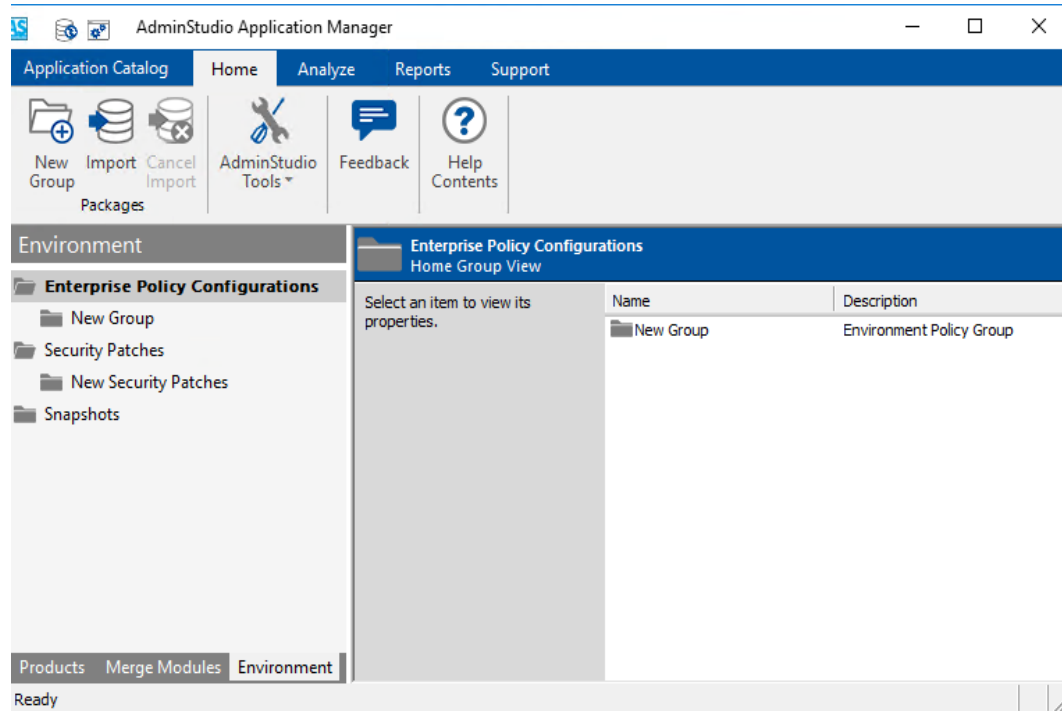 AdminStudio Application Manager
Application Catalog Home Analyze Reports Support
New Group
Import
Cancel Import
AdminStudio Tools
Feedback
Help Contents
Packages
Environment
Enterprise Policy Configurations
New Group
Security Patches
New Security Patches
Snapshots
Products Merge Modules Environment
Enterprise Policy Configurations
Home Group View
Select an item to view its
properties.
Name Description
New Group Environment Policy Group
Ready